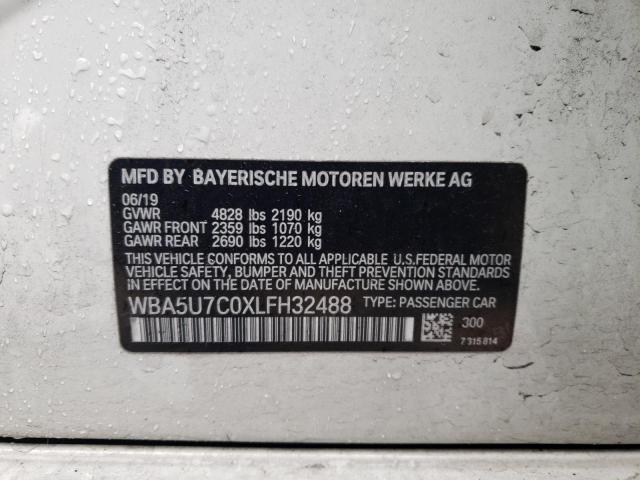 MFD BY BAYERISCHE MOTOREN WERKE AG
06/19
GVWR 4828 lbs 2190 kg
GAWR FRONT 2359 lbs 1070 kg
GAWR REAR 2690 lbs 1220 kg
THIS VEHICLE CONFORMS TO ALL APPLICABLE U.S.FEDERAL MOTOR
VEHICLE SAFETY, BUMPER AND THEFT PREVENTION STANDARDS
IN EFFECT ON THE DATE OF MANUFACTURE SHOWN ABOVE.
WBA5U7C0XLFH32488 TYPE: PASSENGER CAR
300
7 315 814